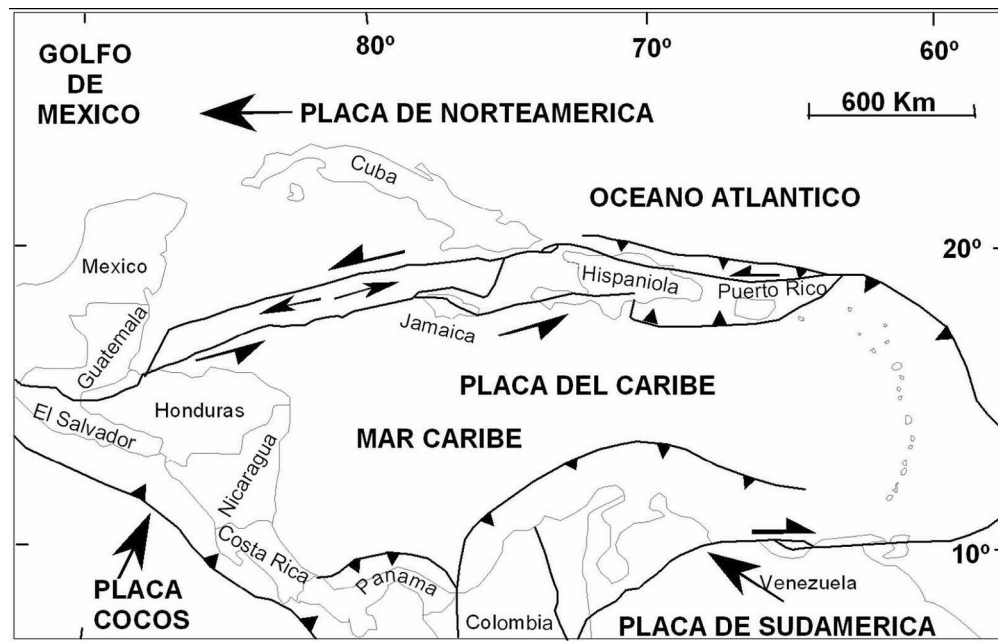 80º
70º
60º
GOLFO
DE
MEXICO
PLACA DE NORTEAMERICA
600 Km
Cuba
OCEANO ATLANTICO
20º
Mexico
Hispaniola
Puerto Rico
Guatemala
Jamaica
PLACA DEL CARIBE
El Salvador
Honduras
MAR CARIBE
Nicaragua
Costa Rica
10º
PLACA
COCOS
Panama
Colombia
Venezuela
PLACA DE SUDAMERICA